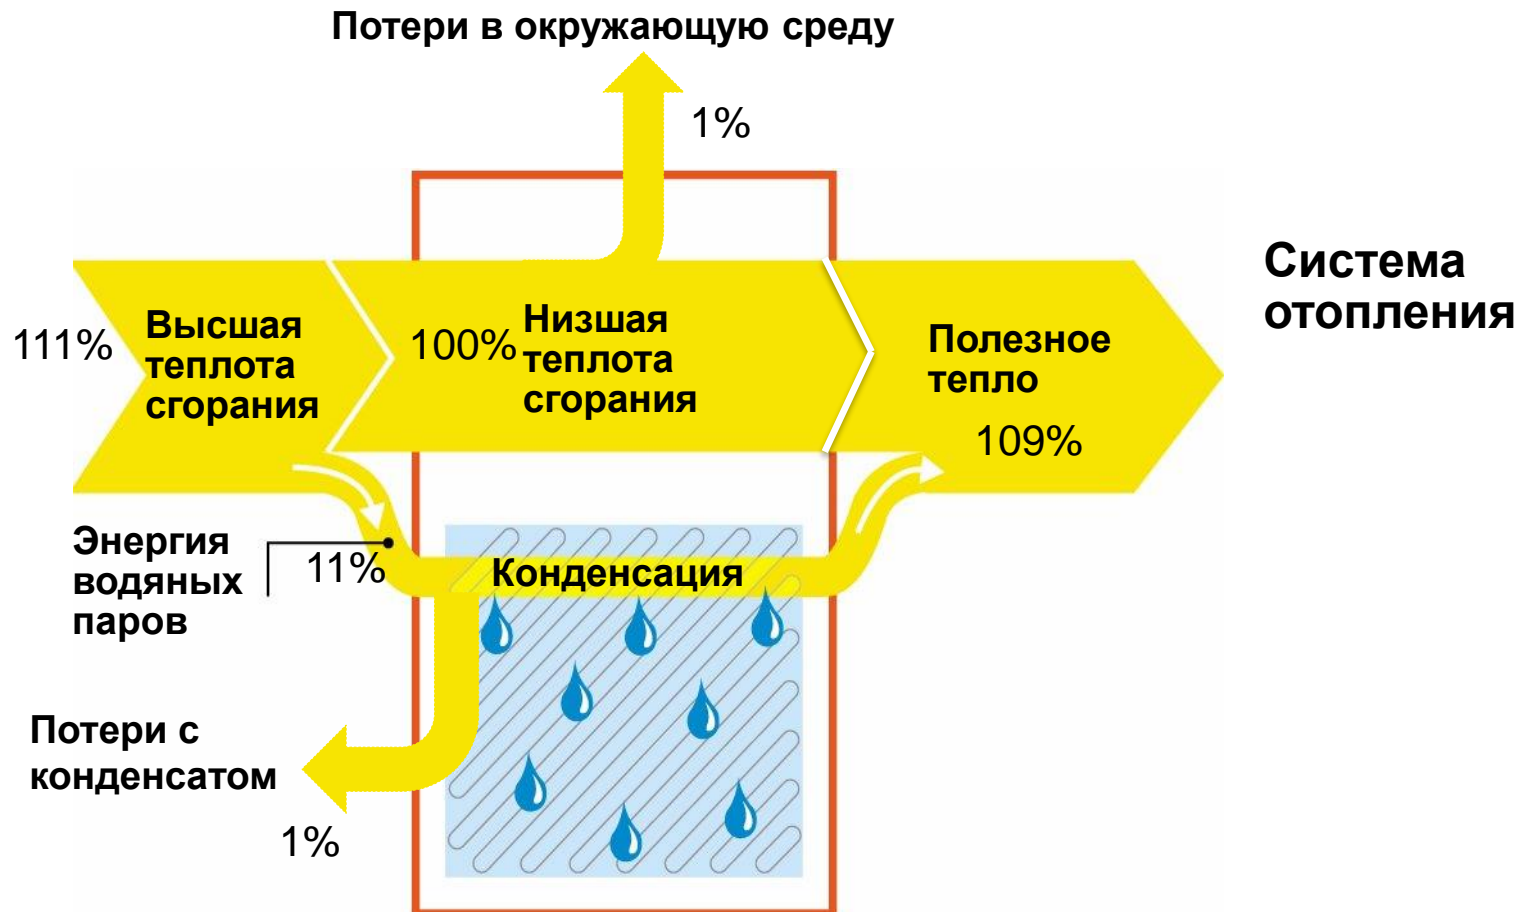 Потери в окружающую среду
1%
Система
отопления
111%
Высшая
теплота
сгорания
100%
Низшая
теплота
сгорания
Полезное
тепло
109%
Энергия
водяных
паров
11%
Конденсация
Потери с
конденсатом
1%